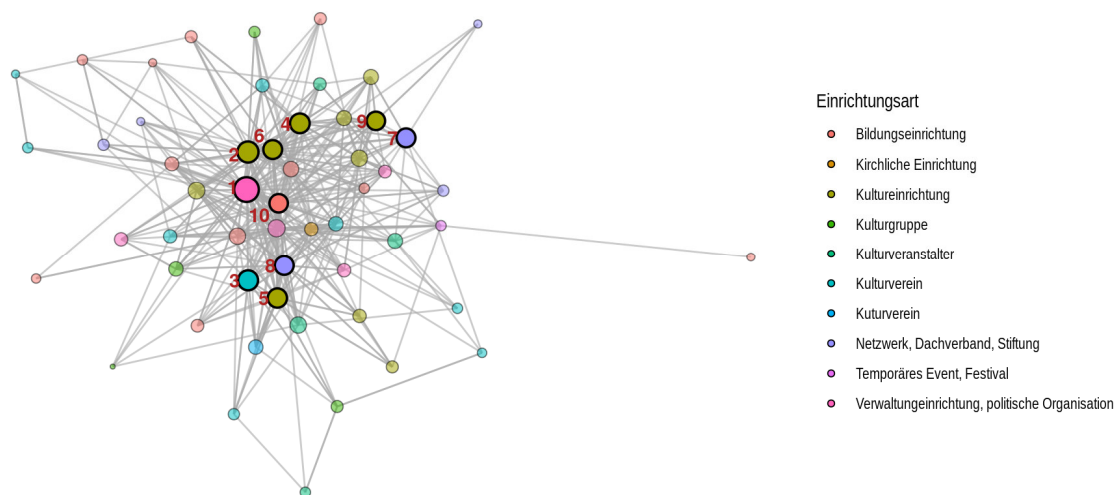 4
9
7
6
2
1
10
8
3
5
Einrichtungsart
Bildungseinrichtung
Kirchliche Einrichtung
Kultureinrichtung
Kulturgruppe
Kulturveranstalter
Kulturverein
Kuturverein
Netzwerk, Dachverband, Stiftung
Temporäres Event, Festival
Verwaltungeinrichtung, politische Organisation